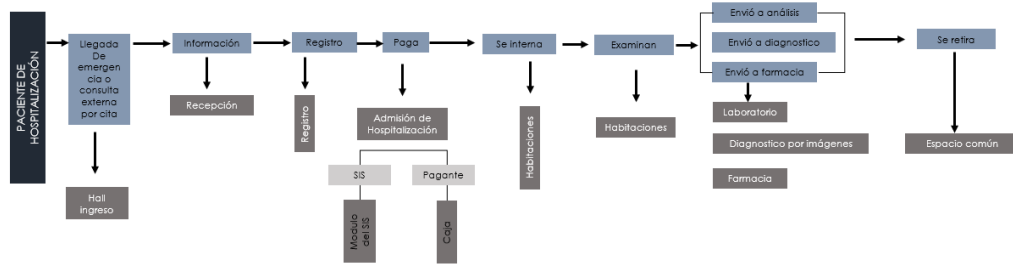 PACIENTE DE
HOSPITALIZACIÓN
Llegada
De
emergen
cia o
consulta
externa
por cita
Hall
ingreso
Información
Recepción
Registro
Registro
Paga
Admisión de
Hospitalización
SIS
Pagante
Modulo
del SIS
Caja
Se interna
Habitaciones
Examinan
Habitaciones
Envió a análisis
Envió a diagnostico
Envió a farmacia
Laboratorio
Diagnostico por imágenes
Farmacia
Se retira
Espacio común